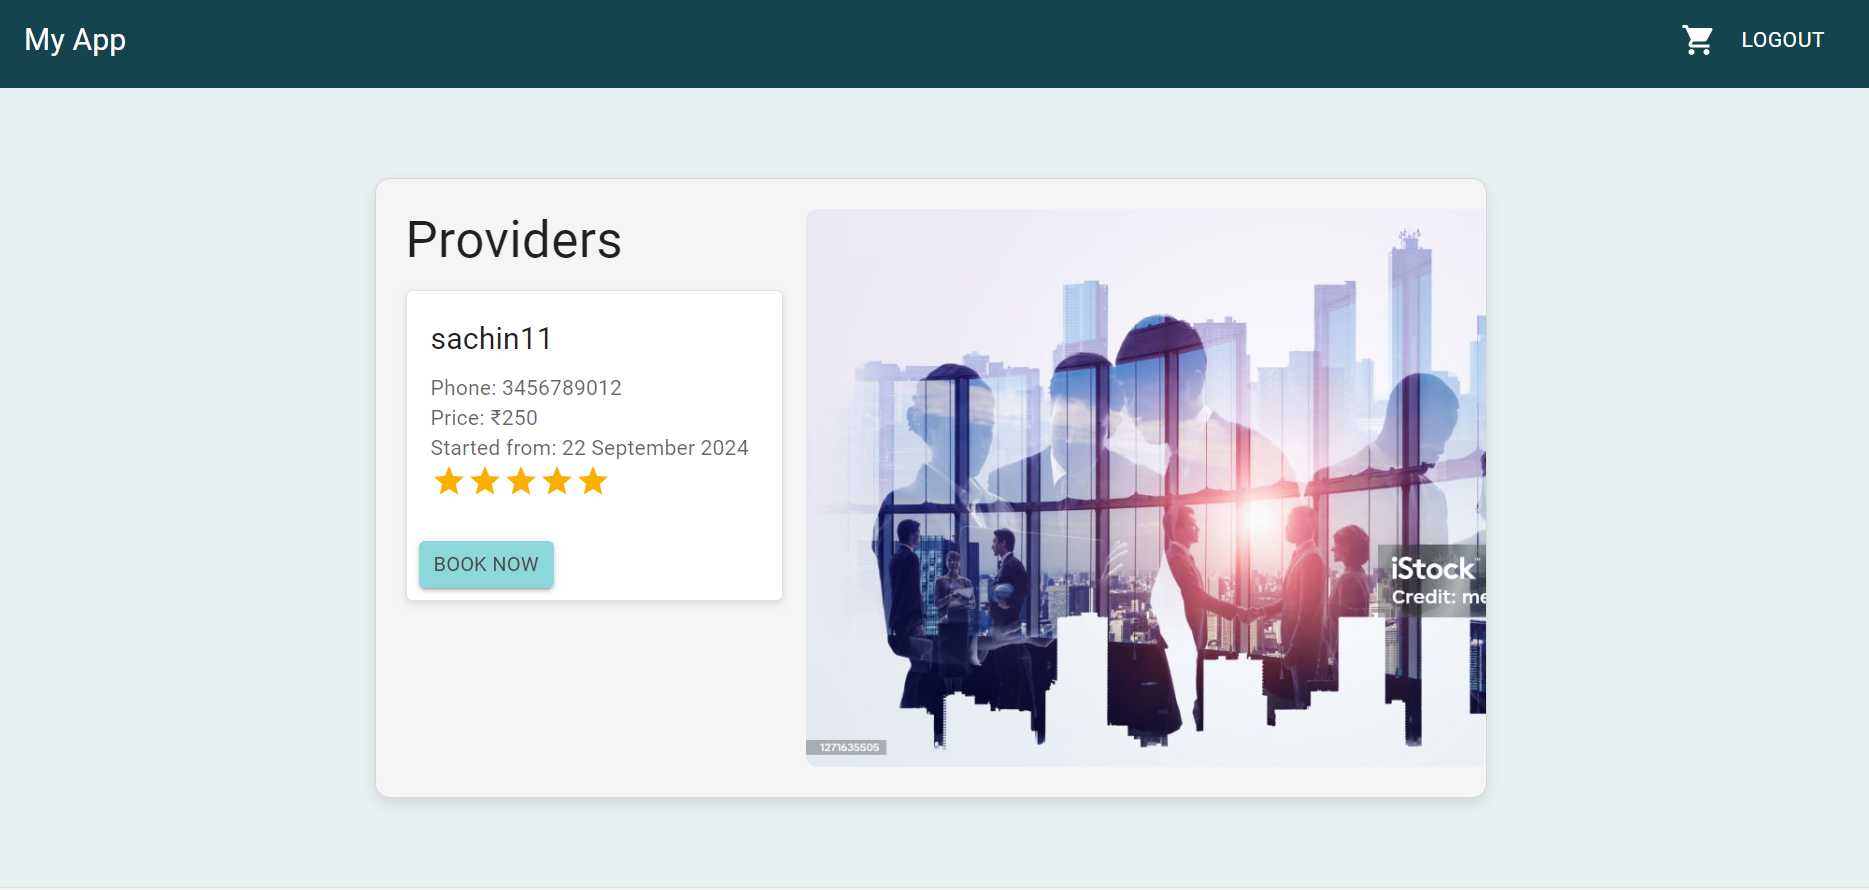 My App
LOGOUT
Providers
sachin11
Phone: 3456789012
Price: ₹250
Started from: 22 September 2024
BOOK NOW
iStock™
Credit: me
1271635505